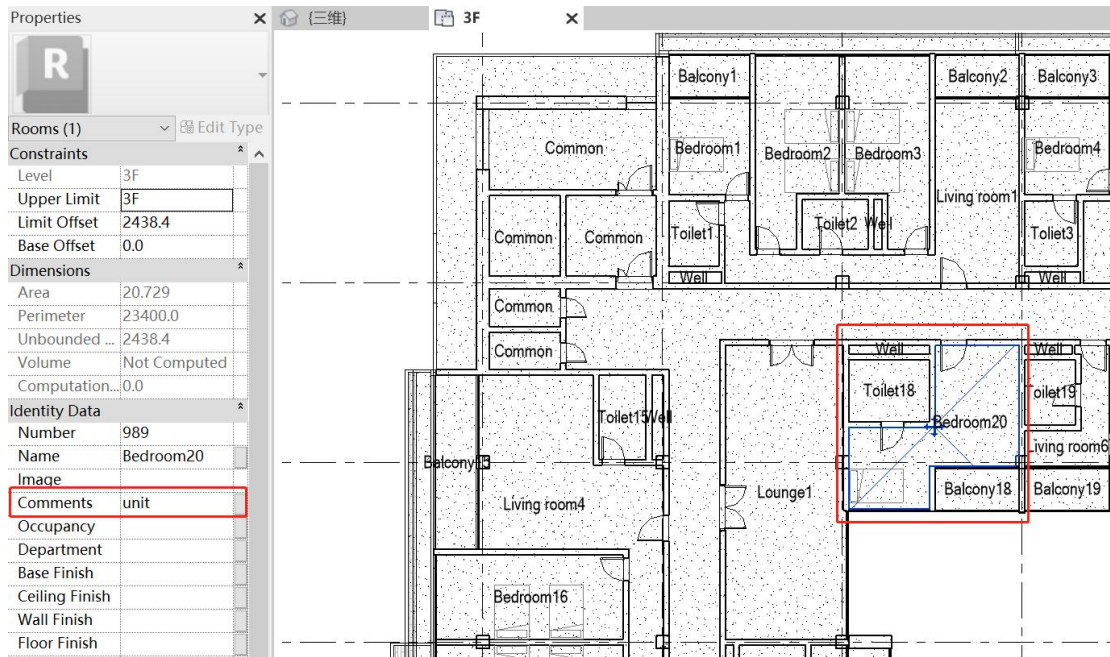 Properties
{三维}
3F
R
Rooms (1)
Edit Type
Constraints
Level 3F
Upper Limit 3F
Limit Offset 2438.4
Base Offset 0.0
Dimensions
Area 20.729
Perimeter 23400.0
Unbounded ... 2438.4
Volume Not Computed
Computation... 0.0
Identity Data
Number 989
Name Bedroom20
Image
Comments unit
Occupancy
Department
Base Finish
Ceiling Finish
Wall Finish
Floor Finish
Balcony1
Balcony2
Balcony3
Common
Bedroom1
Bedroom2
Bedroom3
Bedroom4
Living room1
Common
Common
Toilet1
Toilet2
Well
Toliet3
Well
Well
Common
Common
Well
Well
Toilet18
Bedroom20
Toilet19
Toilet15
Well
Living room6
Balcony15
Living room4
Lounge1
Balcony18
Balcony19
Bedroom16